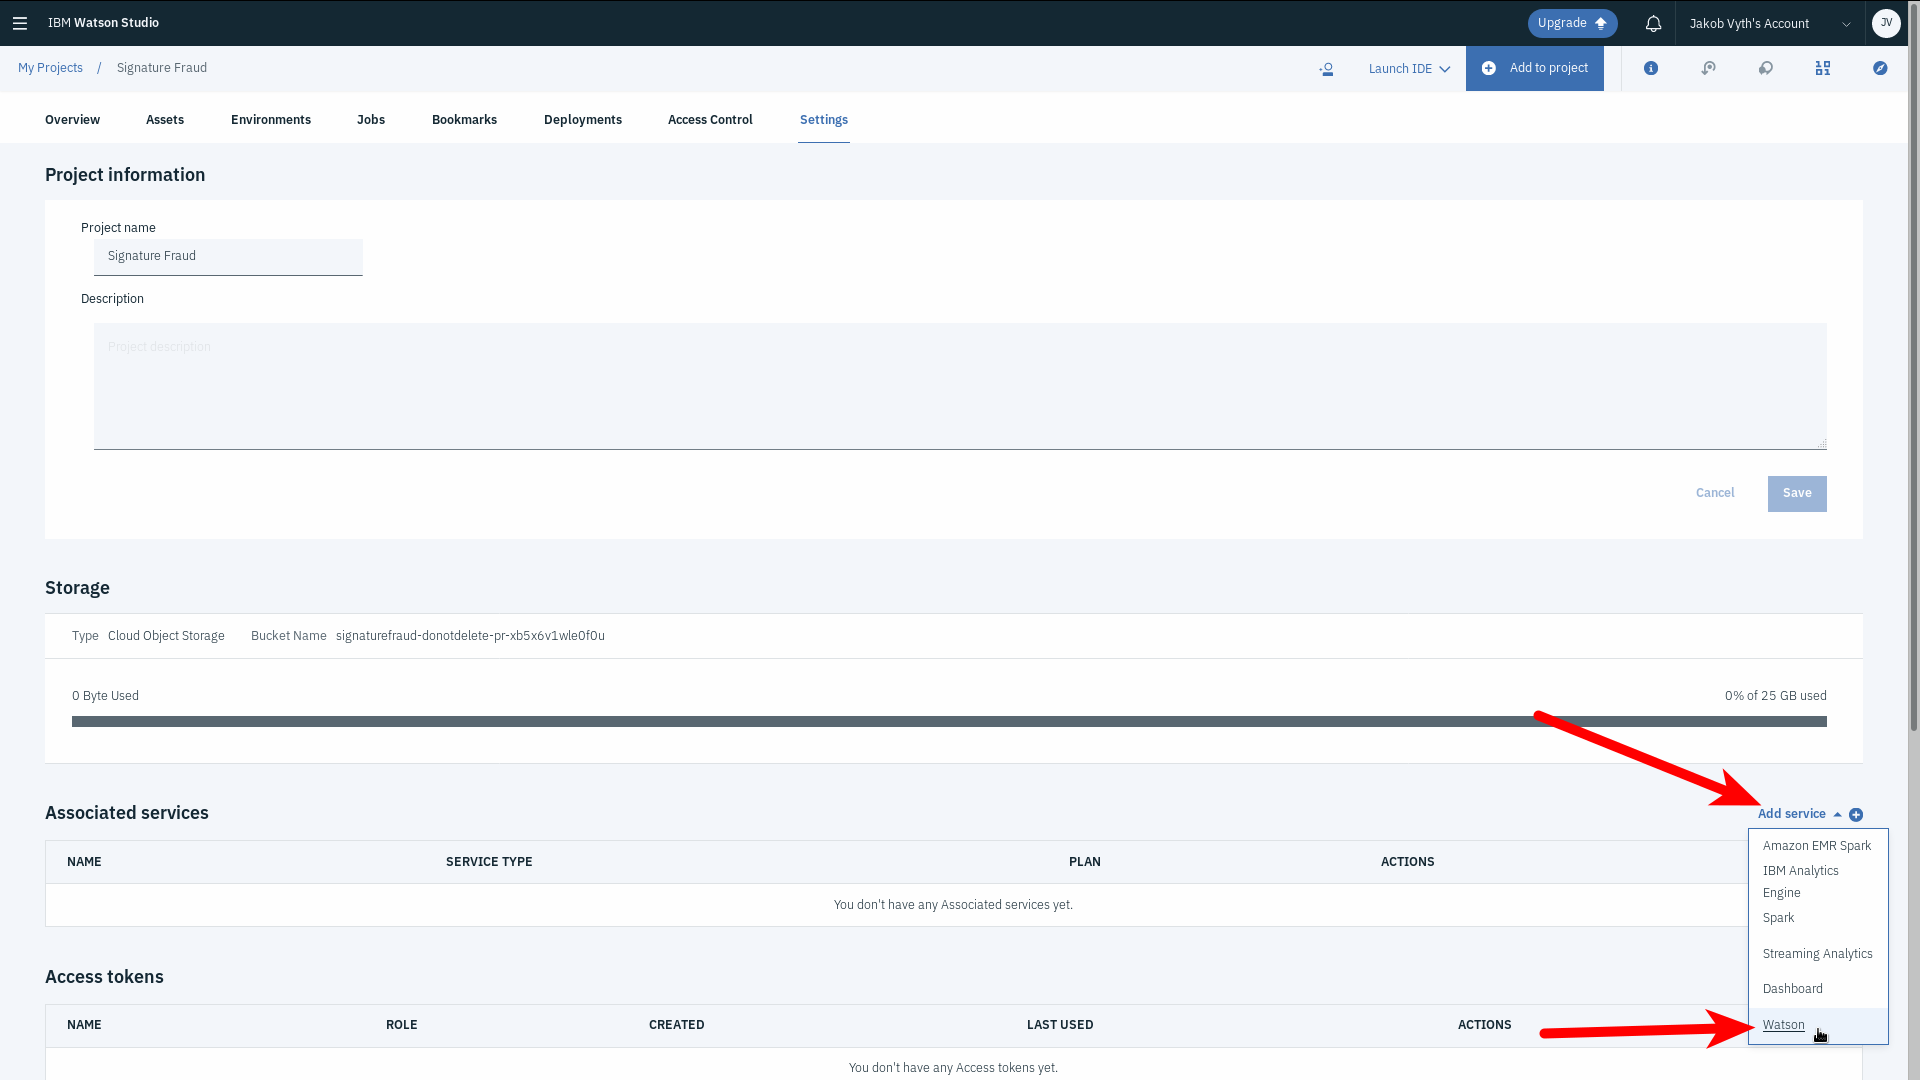 IBM Watson Studio
Upgrade
Jakob Vyth's Account
JV
My Projects / Signature Fraud
Launch IDE
Add to project
Overview
Assets
Environments
Jobs
Bookmarks
Deployments
Access Control
Settings
Project information
Project name
Signature Fraud
Description
Project description
Cancel
Save
Storage
Type Cloud Object Storage Bucket Name signaturefraud-donotdelete-pr-xb5x6v1wle0f0u
0 Byte Used
0% of 25 GB used
Associated services
Add service
NAME SERVICE TYPE PLAN ACTIONS
You don't have any Associated services yet.
Amazon EMR Spark
IBM Analytics
Engine
Spark
Streaming Analytics
Dashboard
Watson
Access tokens
NAME ROLE CREATED LAST USED ACTIONS
You don't have any Access tokens yet.